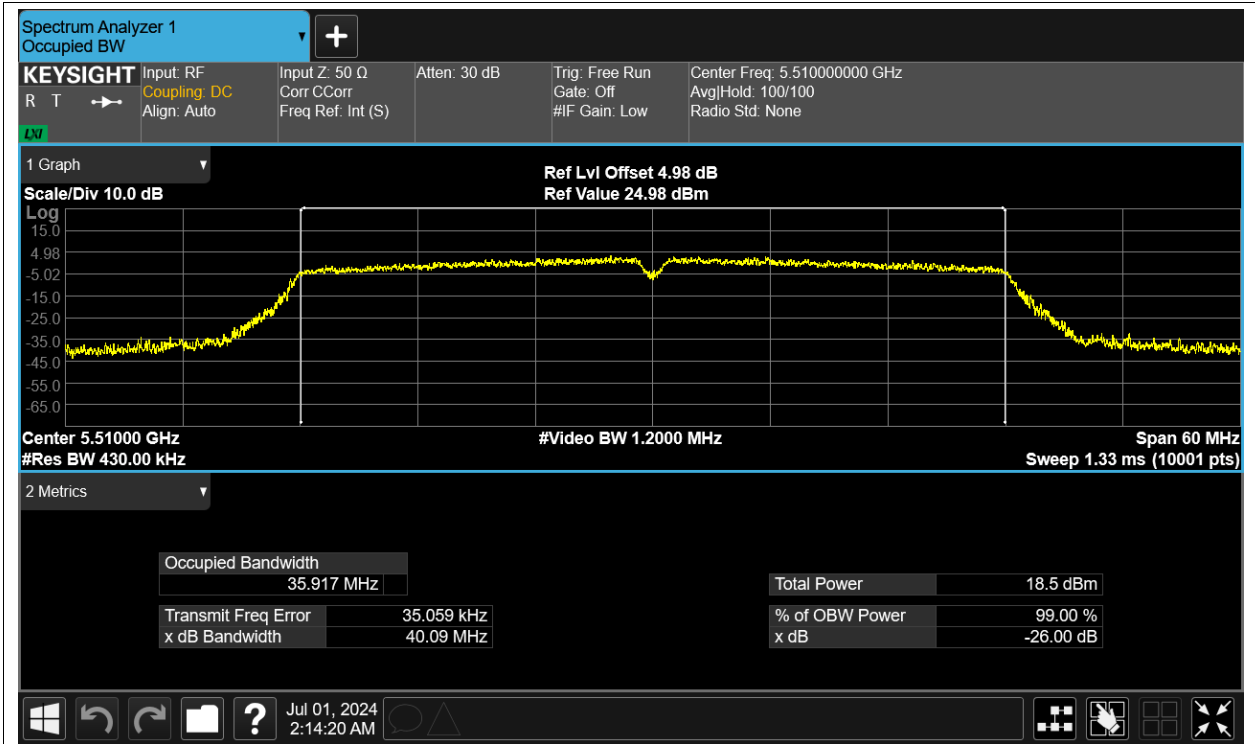 Spectrum Analyzer 1
Occupied BW
KEYSIGHT
R T
LXI
Input: RF
Coupling: DC
Align: Auto
Input Z: 50 Ω
Corr CCorr
Freq Ref: Int (S)
Atten: 30 dB
Trig: Free Run
Gate: Off
#IF Gain: Low
Center Freq: 5.510000000 GHz
Avg|Hold: 100/100
Radio Std: None
1 Graph
Scale/Div 10.0 dB
Ref Lvl Offset 4.98 dB
Ref Value 24.98 dBm
Log
15.0
4.98
-5.02
-15.0
-25.0
-35.0
-45.0
-55.0
-65.0
Center 5.51000 GHz
#Res BW 430.00 kHz
#Video BW 1.2000 MHz
Span 60 MHz
Sweep 1.33 ms (10001 pts)
2 Metrics
Occupied Bandwidth
35.917 MHz
Transmit Freq Error 35.059 kHz
x dB Bandwidth 40.09 MHz
Total Power 18.5 dBm
% of OBW Power 99.00 %
x dB -26.00 dB
?
Jul 01, 2024
2:14:20 AM